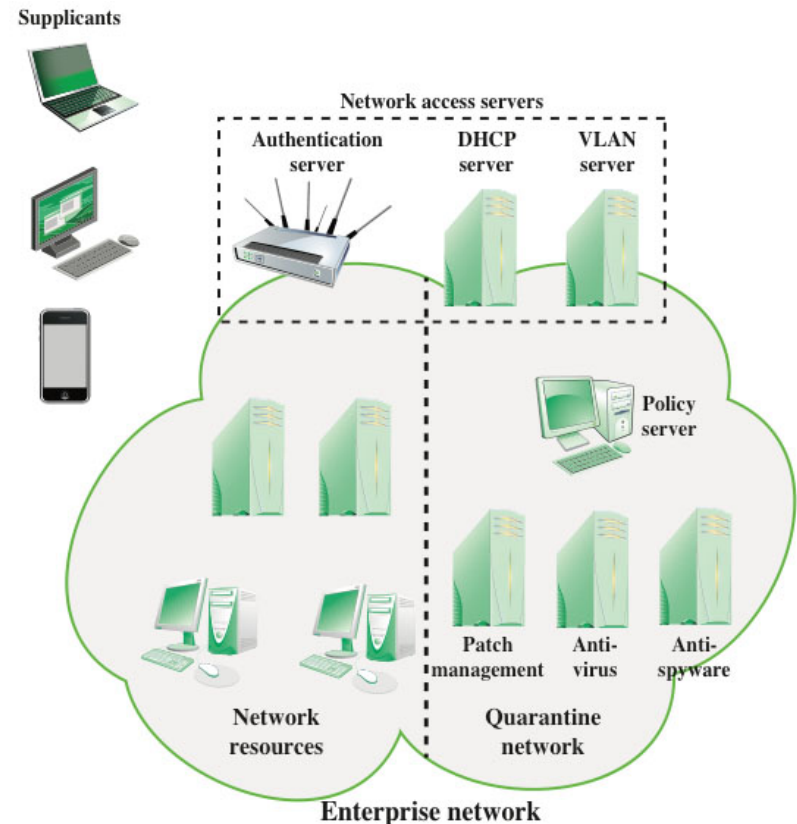 Supplicants
Network access servers
Authentication
server
DHCP
server
VLAN
server
Policy
server
Patch
management
Anti-
virus
Anti-
spyware
Network
resources
Quarantine
network
Enterprise network